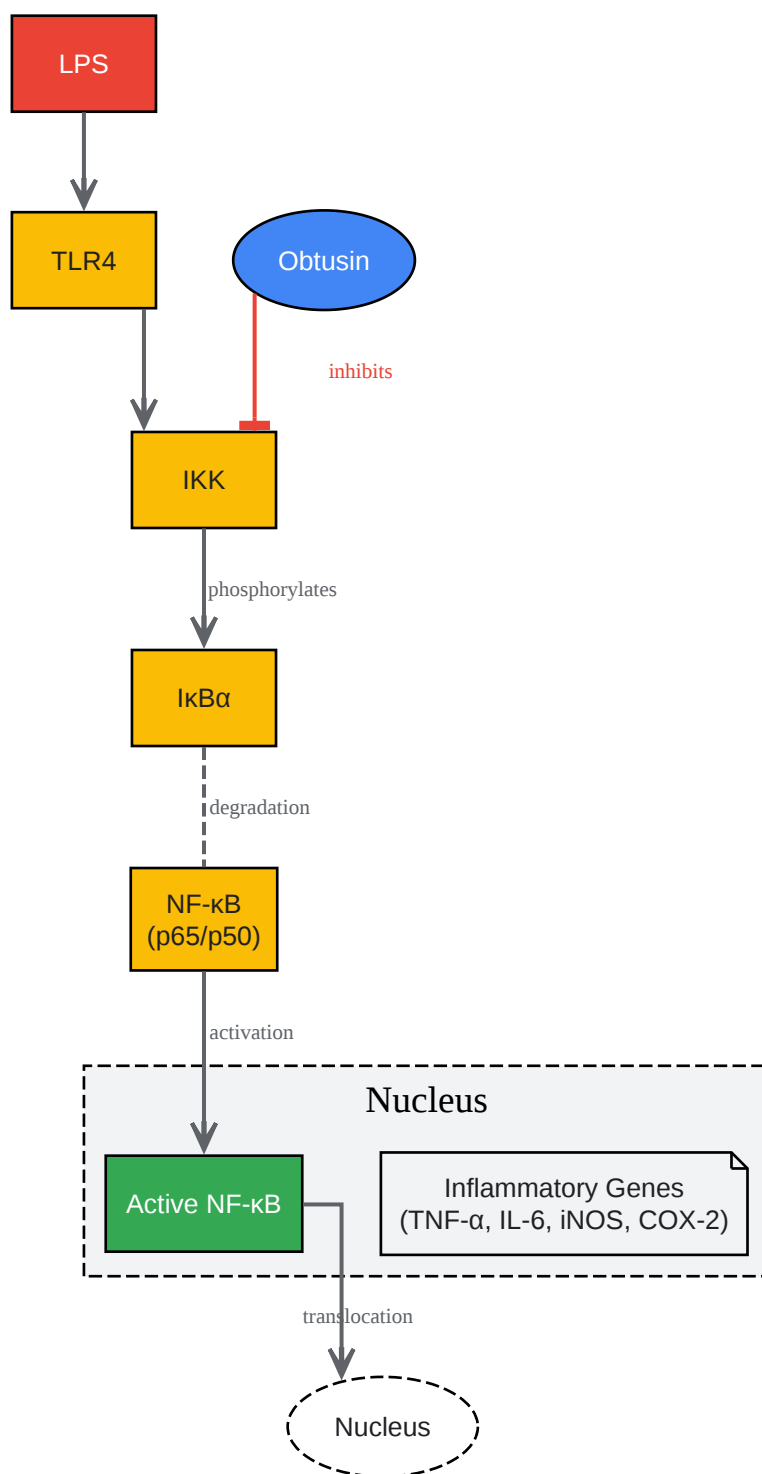 LPS
TLR4
Obtusin
inhibits
IKK
phosphorylates
IκBα
degradation
NF-κB
(p65/p50)
activation
Nucleus
Active NF-κB
Inflammatory Genes
(TNF-α, IL-6, iNOS, COX-2)
translocation
Nucleus